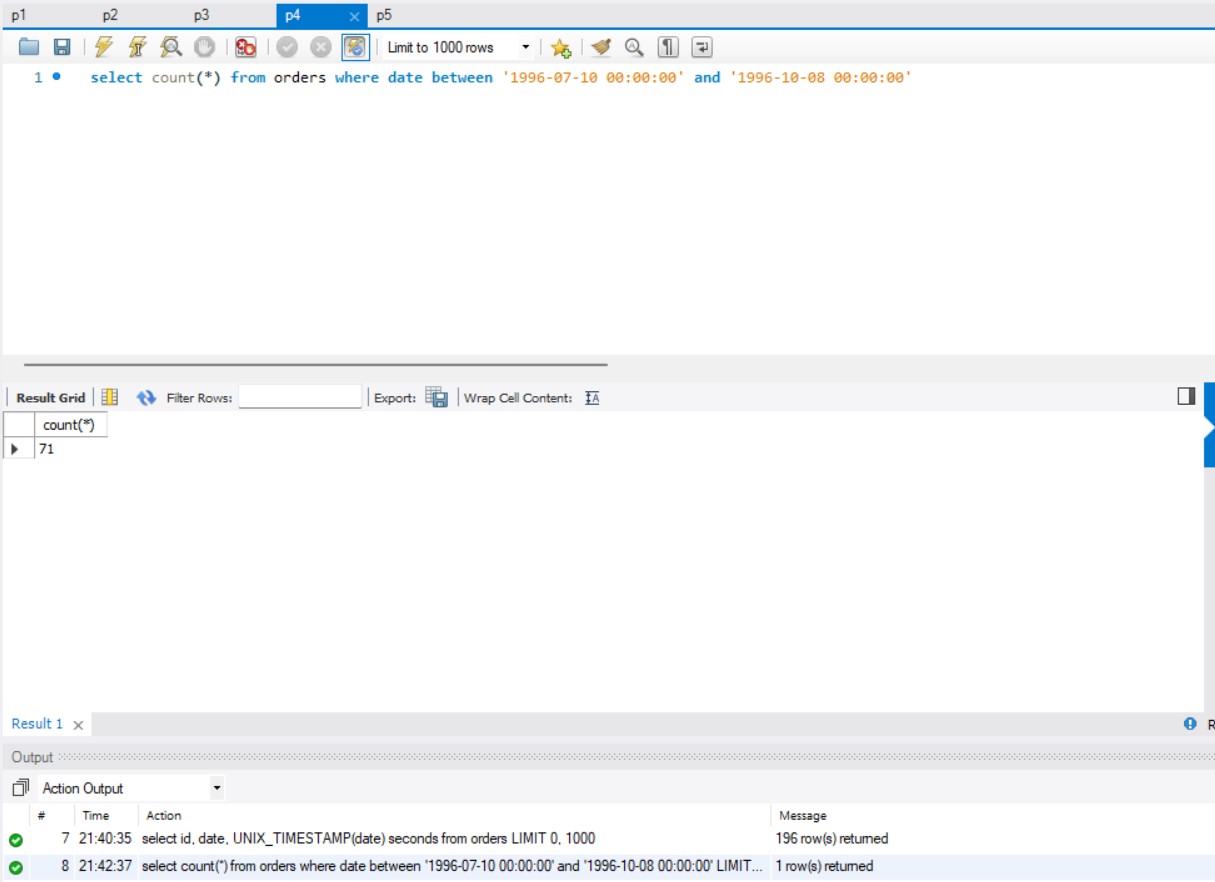 p1 p2 p3 p4 p5
Limit to 1000 rows
1 select count(*) from orders where date between '1996-07-10 00:00:00' and '1996-10-08 00:00:00'
Result Grid Filter Rows: Export: Wrap Cell Content:
count(*)
71
Result 1 R
Output
Action Output
# Time Action Message
7 21:40:35 select id, date, UNIX_TIMESTAMP(date) seconds from orders LIMIT 0, 1000 196 row(s) returned
8 21:42:37 select count(*) from orders where date between '1996-07-10 00:00:00' and '1996-10-08 00:00:00' LIMIT... 1 row(s) returned